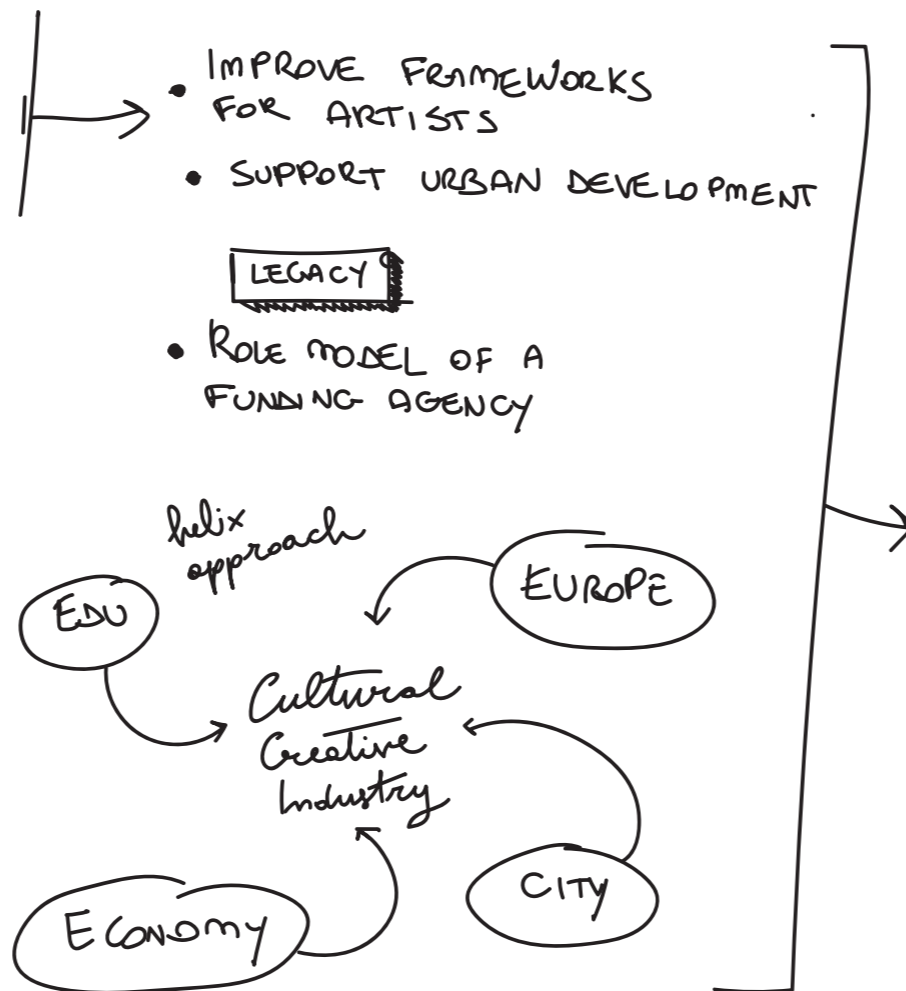 • IMPROVE FRAMEWORKS
FOR ARTISTS
• SUPPORT URBAN DEVELOPMENT
LEGACY
• ROLE MODEL OF A
FUNDING AGENCY
helix
approach
EDU
EUROPE
Cultural
Creative
Industry
CITY
ECONOMY